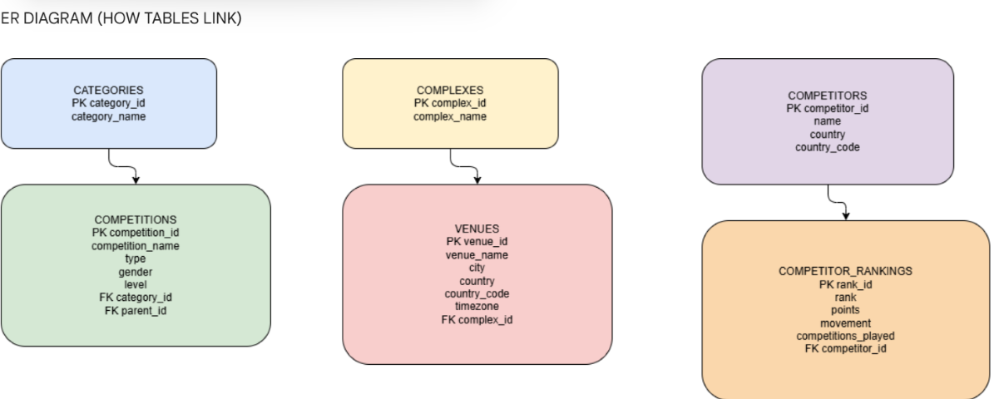 ER DIAGRAM (HOW TABLES LINK)
CATEGORIES
PK category_id
category_name
COMPETITIONS
PK competition_id
competition_name
type
gender
level
FK category_id
FK parent_id
COMPLEXES
PK complex_id
complex_name
VENUES
PK venue_id
venue_name
city
country
country_code
timezone
FK complex_id
COMPETITORS
PK competitor_id
name
country
country_code
COMPETITOR_RANKINGS
PK rank_id
rank
points
movement
competitions_played
FK competitor_id